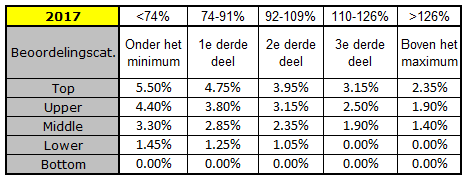 2017 <74% 74-91% 92-109% 110-126% >126%
Beoordelingscat. Onder het 1e derde 2e derde 3e derde Boven het
minimum deel deel deel maximum
Top 5.50% 4.75% 3.95% 3.15% 2.35%
Upper 4.40% 3.80% 3.15% 2.50% 1.90%
Middle 3.30% 2.85% 2.35% 1.90% 1.40%
Lower 1.45% 1.25% 1.05% 0.00% 0.00%
Bottom 0.00% 0.00% 0.00% 0.00% 0.00%